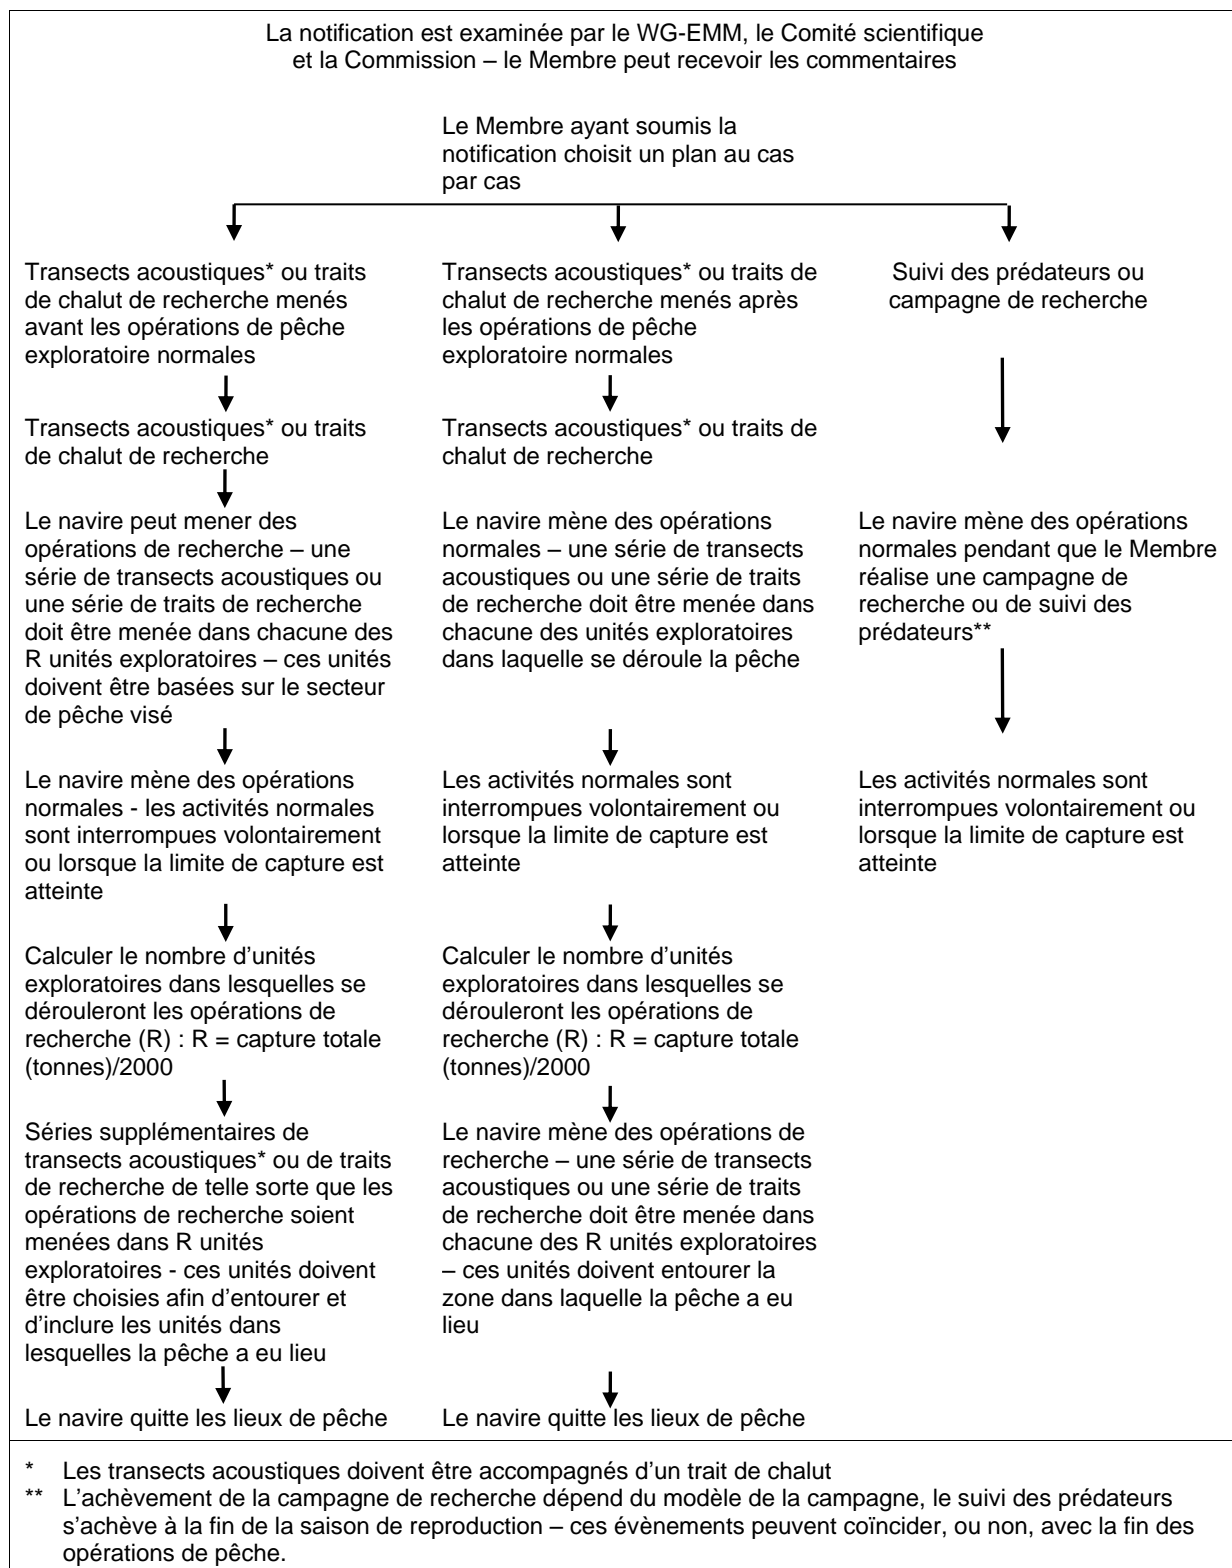 La notification est examinée par le WG-EMM, le Comité scientifique
et la Commission – le Membre peut recevoir les commentaires
Le Membre ayant soumis la
notification choisit un plan au cas
par cas
Transects acoustiques* ou traits
de chalut de recherche menés
avant les opérations de pêche
exploratoire normales
Transects acoustiques* ou traits
de chalut de recherche
Le navire peut mener des
opérations de recherche – une
série de transects acoustiques ou
une série de traits de recherche
doit être menée dans chacune des
R unités exploratoires – ces unités
doivent être basées sur le secteur
de pêche visé
Le navire mène des opérations
normales - les activités normales
sont interrompues volontairement
ou lorsque la limite de capture est
atteinte
Calculer le nombre d'unités
exploratoires dans lesquelles se
dérouleront les opérations de
recherche (R) : R = capture totale
(tonnes)/2000
Séries supplémentaires de
transects acoustiques* ou de traits
de recherche de telle sorte que les
opérations de recherche soient
menées dans R unités
exploratoires - ces unités doivent
être choisies afin d'entourer et
d'inclure les unités dans
lesquelles la pêche a eu lieu
Le navire quitte les lieux de pêche
Transects acoustiques* ou traits de
chalut de recherche menés après
les opérations de pêche
exploratoire normales
Transects acoustiques* ou traits de
chalut de recherche
Le navire mène des opérations
normales – une série de transects
acoustiques ou une série de traits
de recherche doit être menée dans
chacune des unités exploratoires
dans laquelle se déroule la pêche
Les activités normales sont
interrompues volontairement ou
lorsque la limite de capture est
atteinte
Calculer le nombre d'unités
exploratoires dans lesquelles se
dérouleront les opérations de
recherche (R) : R = capture totale
(tonnes)/2000
Le navire mène des opérations de
recherche – une série de transects
acoustiques ou une série de traits
de recherche doit être menée dans
chacune des R unités exploratoires
– ces unités doivent entourer la
zone dans laquelle la pêche a eu
lieu
Le navire quitte les lieux de pêche
Suivi des prédateurs ou
campagne de recherche
Le navire mène des opérations
normales pendant que le Membre
réalise une campagne de
recherche ou de suivi des
prédateurs**
Les activités normales sont
interrompues volontairement ou
lorsque la limite de capture est
atteinte
* Les transects acoustiques doivent être accompagnés d'un trait de chalut
** L'achèvement de la campagne de recherche dépend du modèle de la campagne, le suivi des prédateurs
s'achève à la fin de la saison de reproduction – ces évènements peuvent coïncider, ou non, avec la fin des
opérations de pêche.